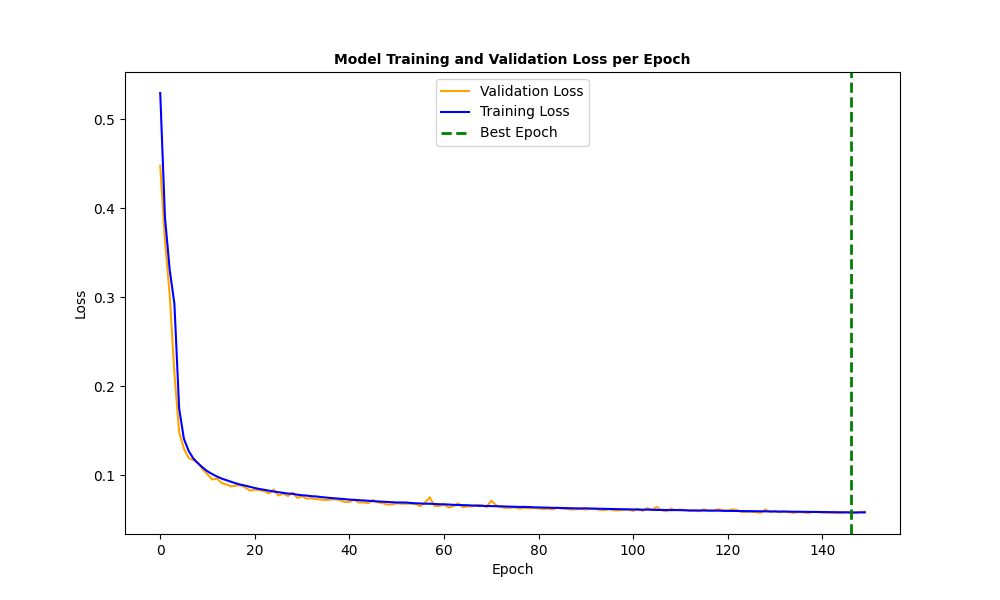 Model Training and Validation Loss per Epoch
Validation Loss
Training Loss
Best Epoch
0.5
0.4
0.3
0.2
0.1
Loss
0 20 40 60 80 100 120 140
Epoch